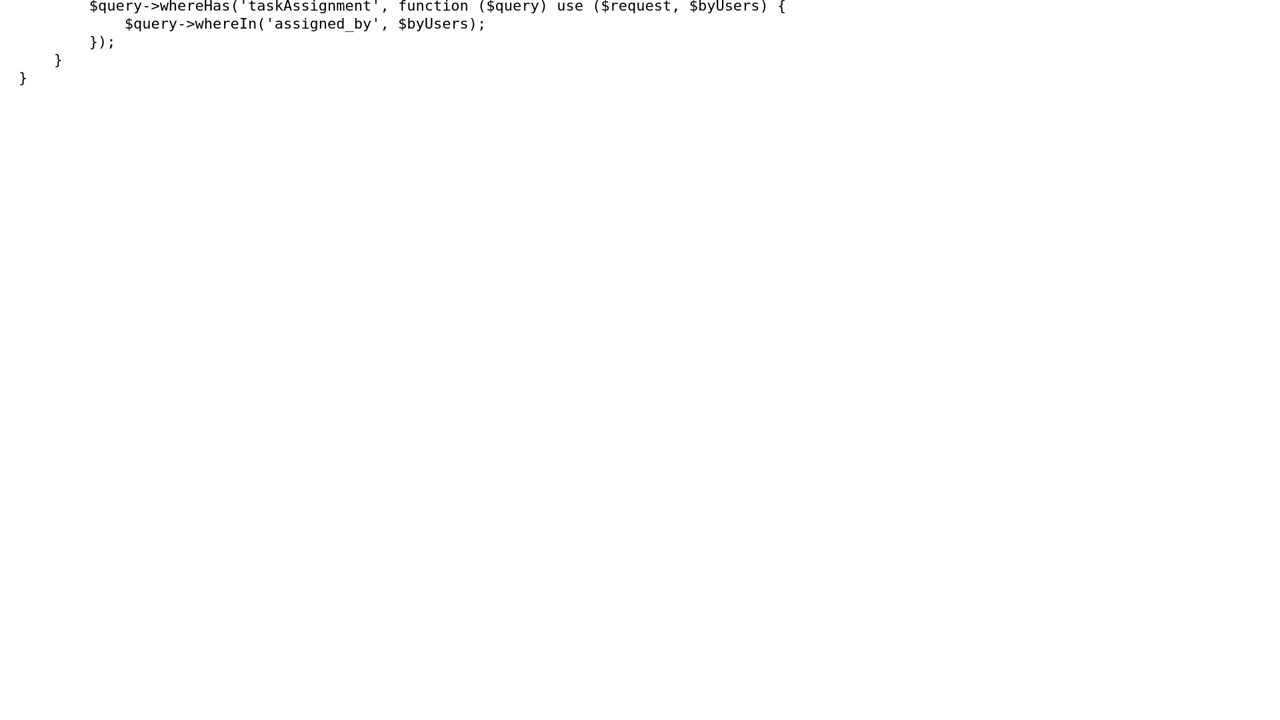 $query->whereHas('taskAssignment', function ($query) use ($request, $byUsers) {
            $query->whereIn('assigned_by', $byUsers);
        });
    }
}